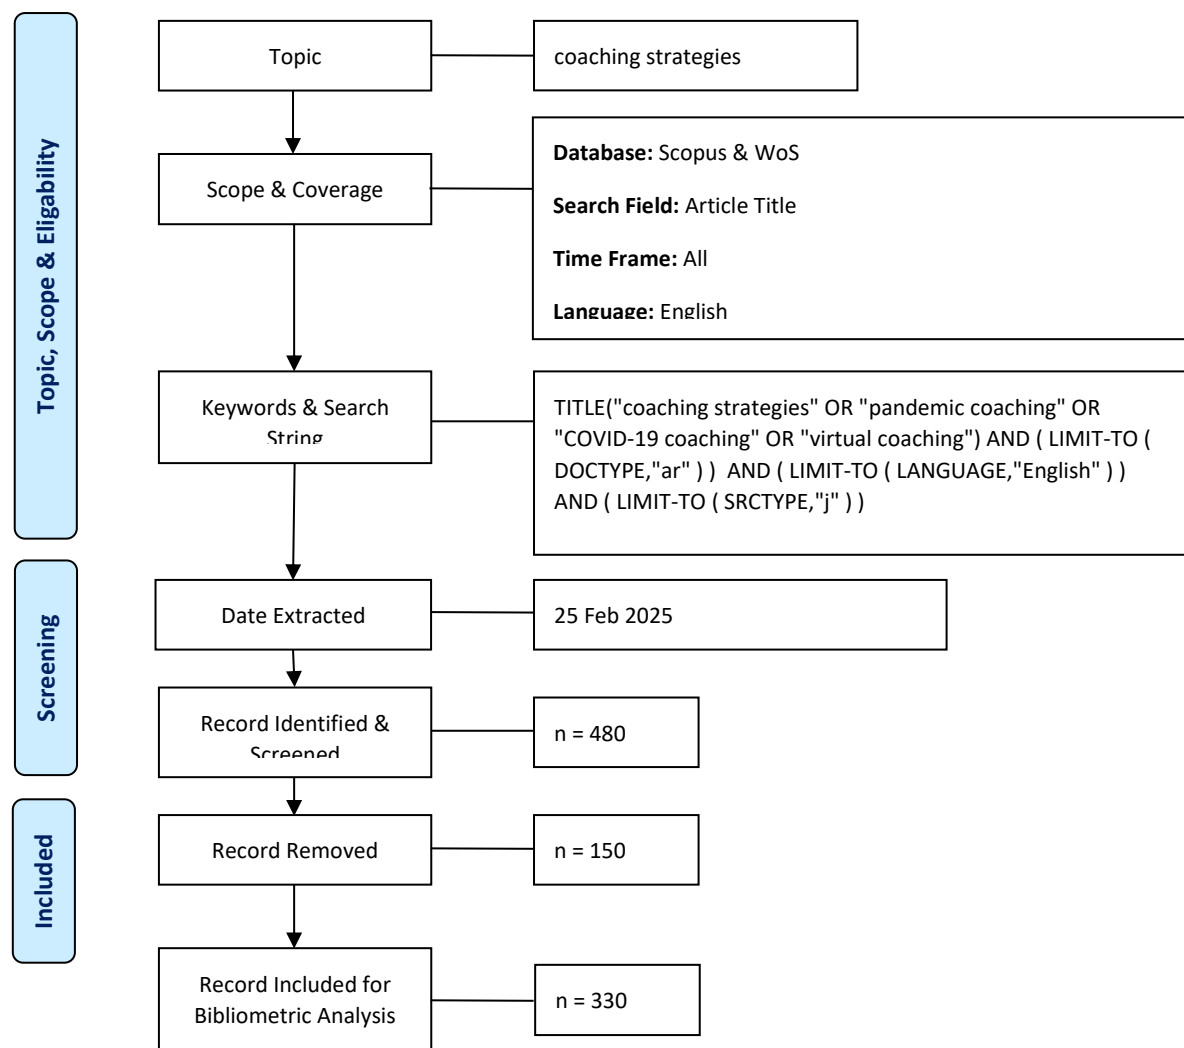 Topic, Scope & Eligability
Topic
coaching strategies
Scope & Coverage
Database: Scopus & WoS
Search Field: Article Title
Time Frame: All
Language: English
Keywords & Search
String
TITLE("coaching strategies" OR "pandemic coaching" OR
"COVID-19 coaching" OR "virtual coaching") AND ( LIMIT-TO (
DOCTYPE,"ar" ) )  AND ( LIMIT-TO ( LANGUAGE,"English" ) )
AND ( LIMIT-TO ( SRCTYPE,"j" ) )
Screening
Date Extracted
25 Feb 2025
Record Identified &
Screened
n = 480
Included
Record Removed
n = 150
Record Included for
Bibliometric Analysis
n = 330